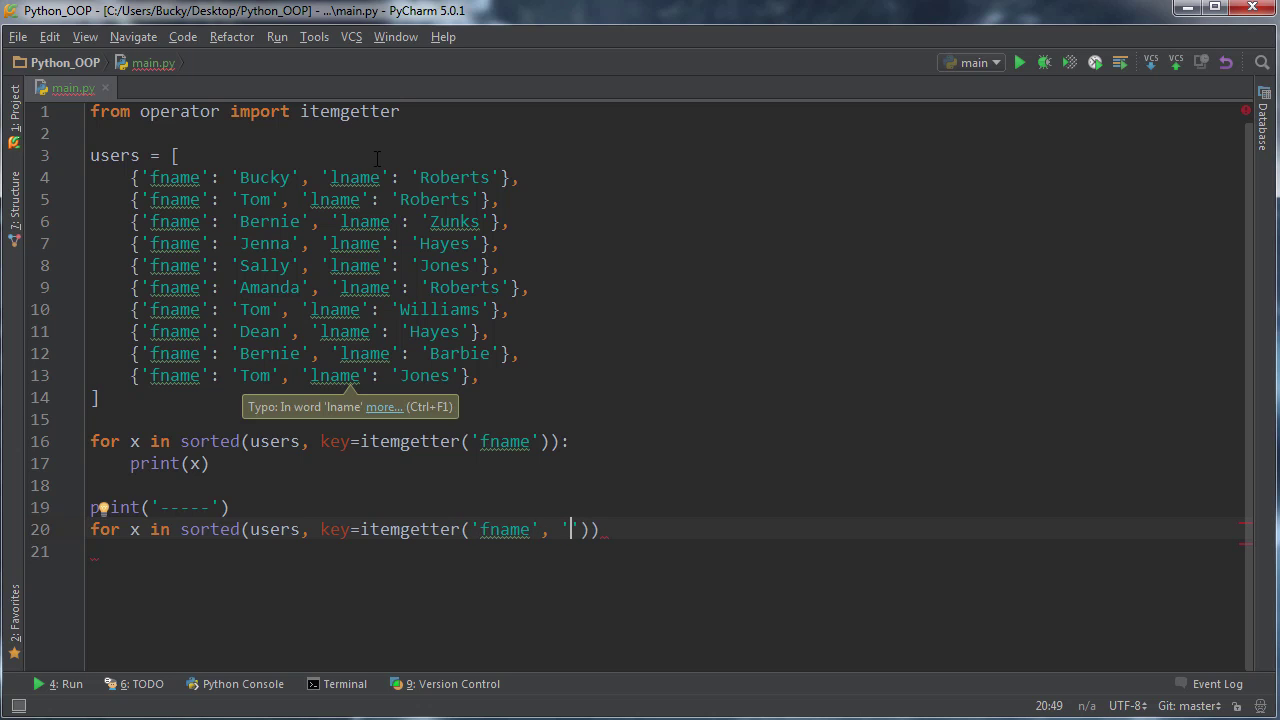 Python_OOP - [C:/Users/Bucky/Desktop/Python_OOP] - ...\main.py - PyCharm 5.0.1
File Edit View Navigate Code Refactor Run Tools VCS Window Help
Python_OOP main.py main VCS VCS
main.py ×
1: Project
7: Structure
2: Favorites
Database
1 from operator import itemgetter
2
3 users = [
4 {'fname': 'Bucky', 'lname': 'Roberts'},
5 {'fname': 'Tom', 'lname': 'Roberts'},
6 {'fname': 'Bernie', 'lname': 'Zunks'},
7 {'fname': 'Jenna', 'lname': 'Hayes'},
8 {'fname': 'Sally', 'lname': 'Jones'},
9 {'fname': 'Amanda', 'lname': 'Roberts'},
10 {'fname': 'Tom', 'lname': 'Williams'},
11 {'fname': 'Dean', 'lname': 'Hayes'},
12 {'fname': 'Bernie', 'lname': 'Barbie'},
13 {'fname': 'Tom', 'lname': 'Jones'},
14 ]
Typo: In word 'lname' more... (Ctrl+F1)
15
16 for x in sorted(users, key=itemgetter('fname')):
17 print(x)
18
19 print('-----')
20 for x in sorted(users, key=itemgetter('fname', ''))
21
4: Run 6: TODO Python Console Terminal 9: Version Control Event Log
20:49 n/a UTF-8 Git: master